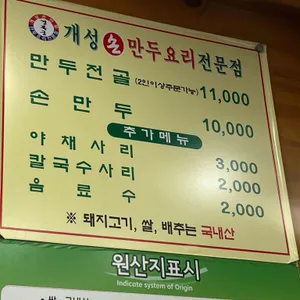 개성 손 만두요리전문점
만두전골 (2인이상주문가능) 11,000
손만두 10,000
추가메뉴
야채사리 3,000
칼국수사리 2,000
음료수 2,000
※ 돼지고기, 쌀, 배추는 국내산
원산지표시
Indicote system of Origin